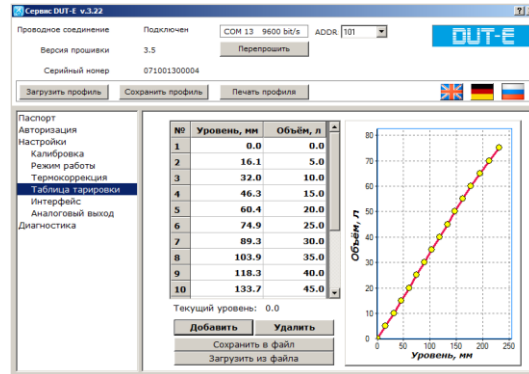 Сервис DUT-E v.3.22
Проводное соединение Подключен COM 13 9600 bit/s ADDR 101
DUT-E
Версия прошивки 3.5 Перепрошить
Серийный номер 071001300004
Загрузить профиль Сохранить профиль Печать профиля
Паспорт
Авторизация
Настройки
Калибровка
Режим работы
Термокоррекция
Таблица тарировки
Интерфейс
Аналоговый выход
Диагностика
№ Уровень, мм Объём, л
1 0.0 0.0
2 16.1 5.0
3 32.0 10.0
4 46.3 15.0
5 60.4 20.0
6 74.9 25.0
7 89.3 30.0
8 103.9 35.0
9 118.3 40.0
10 133.7 45.0
Текущий уровень: 0.0
Добавить Удалить
Сохранить в файл
Загрузить из файла
Объём, л
80
70
60
50
40
30
20
10
0
0 50 100 150 200 250
Уровень, мм